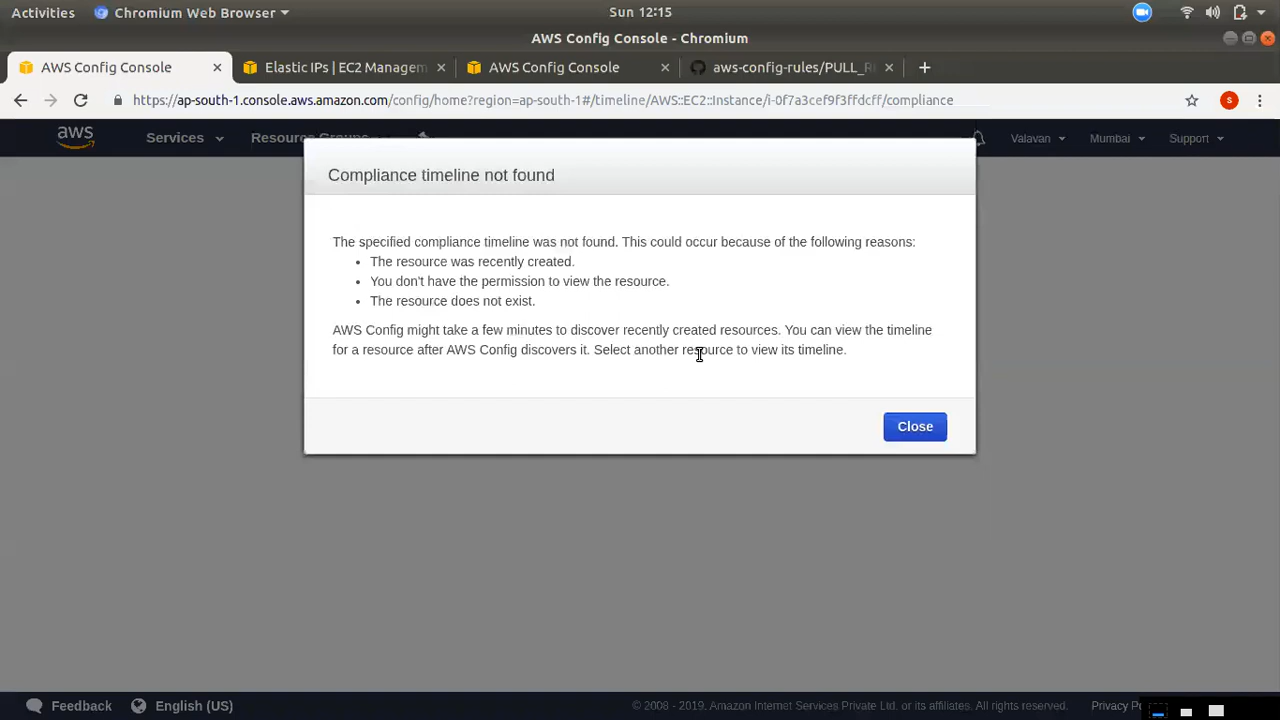 Activities Chromium Web Browser Sun 12:15
AWS Config Console - Chromium
AWS Config Console Elastic IPs | EC2 Managem AWS Config Console aws-config-rules/PULL_R
https://ap-south-1.console.aws.amazon.com/config/home?region=ap-south-1#/timeline/AWS::EC2::Instance/i-0f7a3cef9f3ffdcff/compliance S
aws Services Resource Groups Valavan Mumbai Support
Compliance timeline not found
The specified compliance timeline was not found. This could occur because of the following reasons:
• The resource was recently created.
• You don't have the permission to view the resource.
• The resource does not exist.
AWS Config might take a few minutes to discover recently created resources. You can view the timeline
for a resource after AWS Config discovers it. Select another resource to view its timeline.
Close
Feedback English (US) © 2008 - 2019, Amazon Internet Services Private Ltd. or its affiliates. All rights reserved. Privacy Po